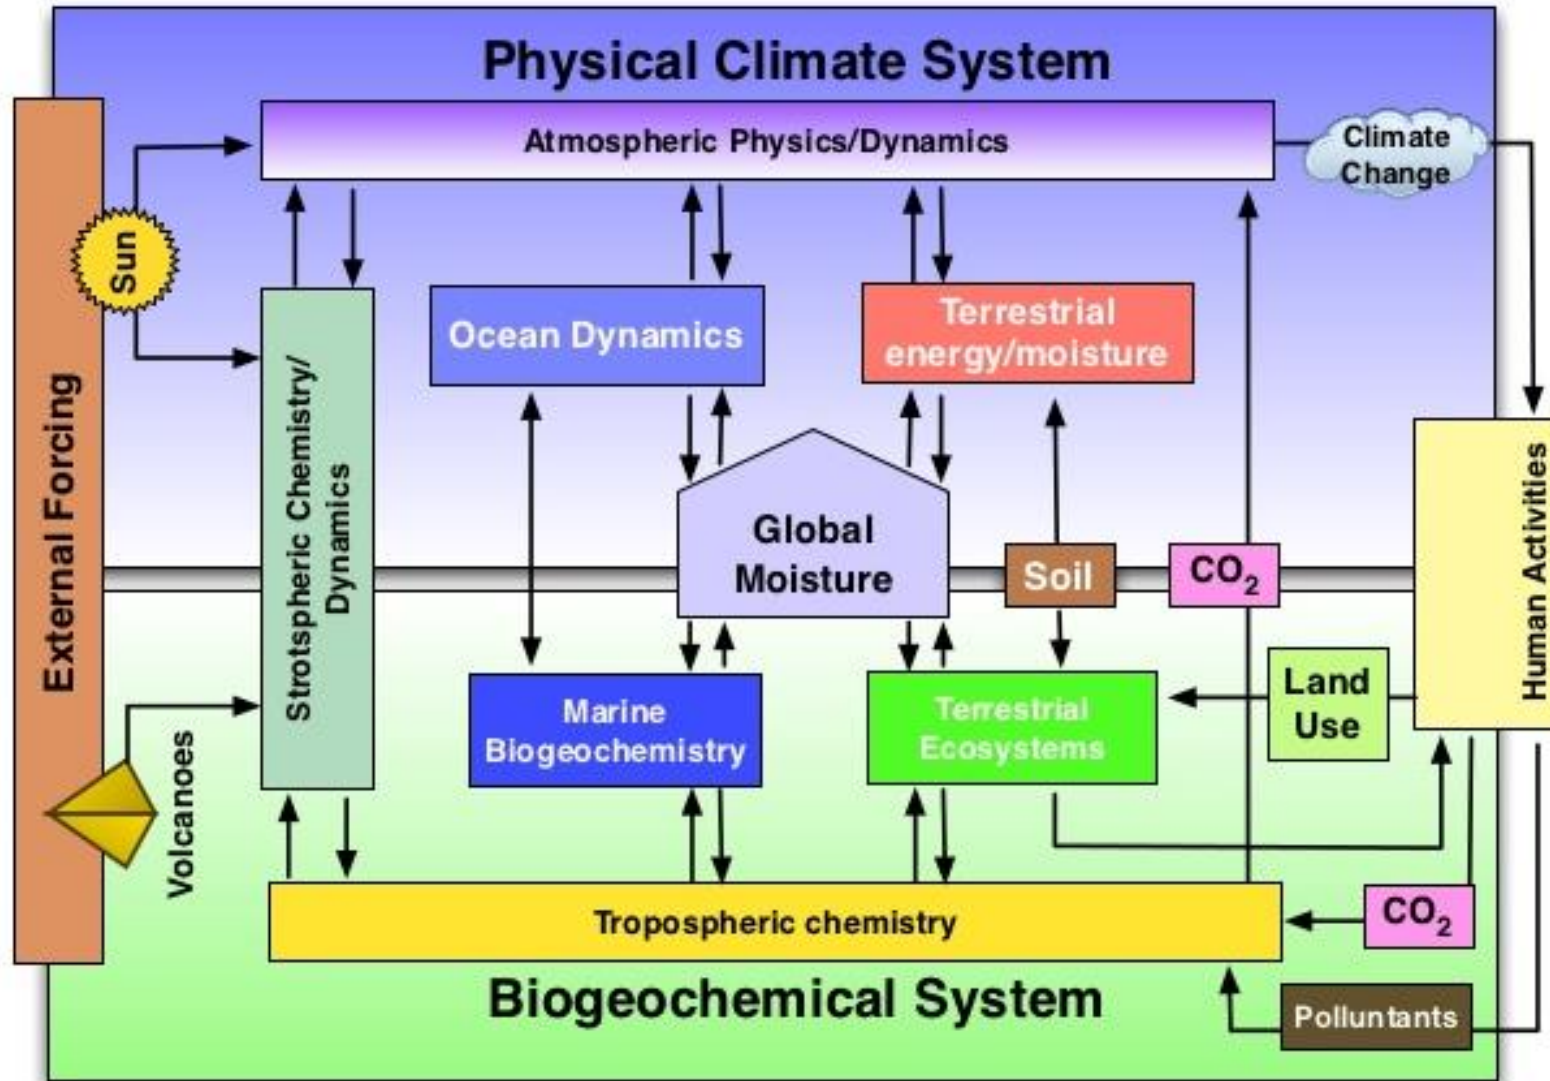 Physical Climate System
Atmospheric Physics/Dynamics
Climate
Change
Sun
Ocean Dynamics
Terrestrial
energy/moisture
External Forcing
Strotspheric Chemistry/
Dynamics
Global
Moisture
Soil
CO₂
Human Activities
Land
Use
Marine
Biogeochemistry
Terrestrial
Ecosystems
Volcanoes
Tropospheric chemistry
CO₂
Biogeochemical System
Polluntants